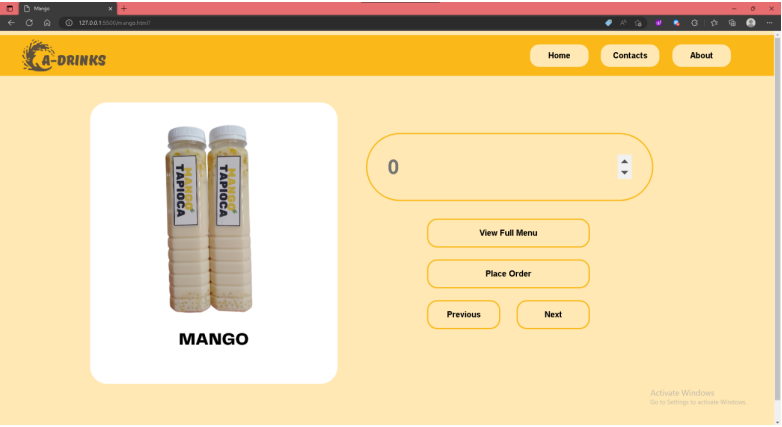 Mango
127.0.0.1:5500/mango.html?
A-DRINKS
Home
Contacts
About
MANGO TAPIOCA
MANGO TAPIOCA
MANGO
0
View Full Menu
Place Order
Previous
Next
Activate Windows
Go to Settings to activate Windows.